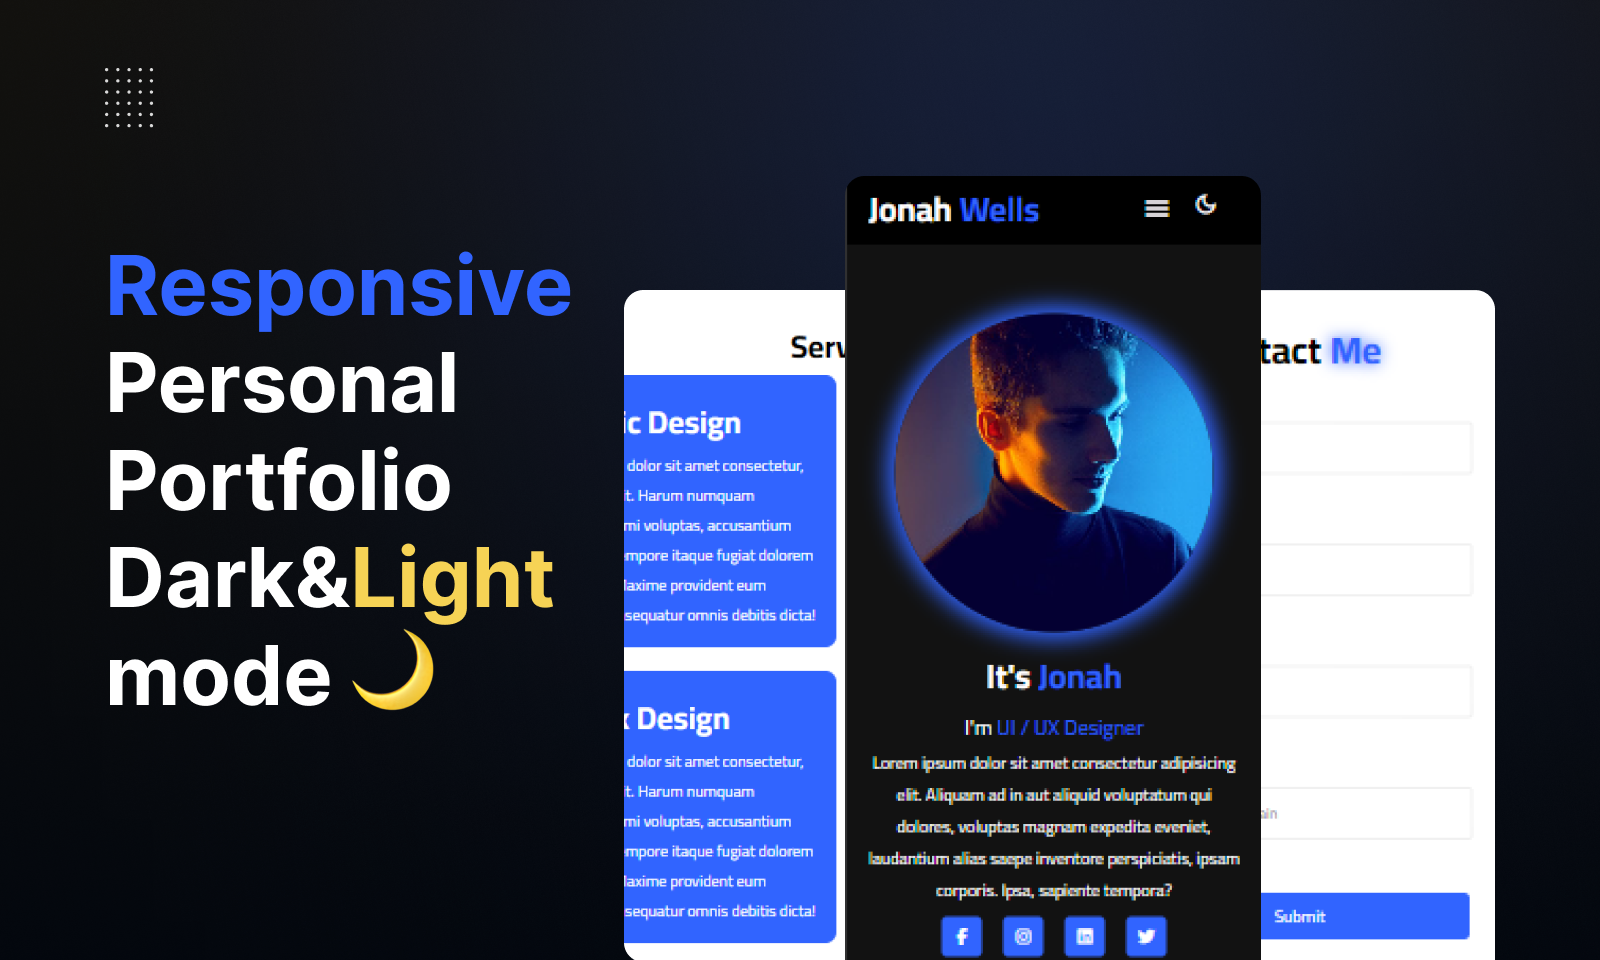 Responsive
Personal
Portfolio
Dark&Light
mode
Serv
ic Design
dolor sit amet consectetur,
it. Harum numquam
mi voluptas, accusantium
mpore itaque fugiat dolorem
laxime provident eum
sequatur omnis debitis dicta!
x Design
dolor sit amet consectetur,
it. Harum numquam
mi voluptas, accusantium
mpore itaque fugiat dolorem
laxime provident eum
sequatur omnis debitis dicta!
Jonah Wells
It's Jonah
I'm UI / UX Designer
Lorem ipsum dolor sit amet consectetur adipisicing
elit. Aliquam ad in aut aliquid voluptatum qui
dolores, voluptas magnam expedita eveniet,
laudantium alias saepe inventore perspiciatis, ipsam
corporis. Ipsa, sapiente tempora?
tact Me
ain
Submit